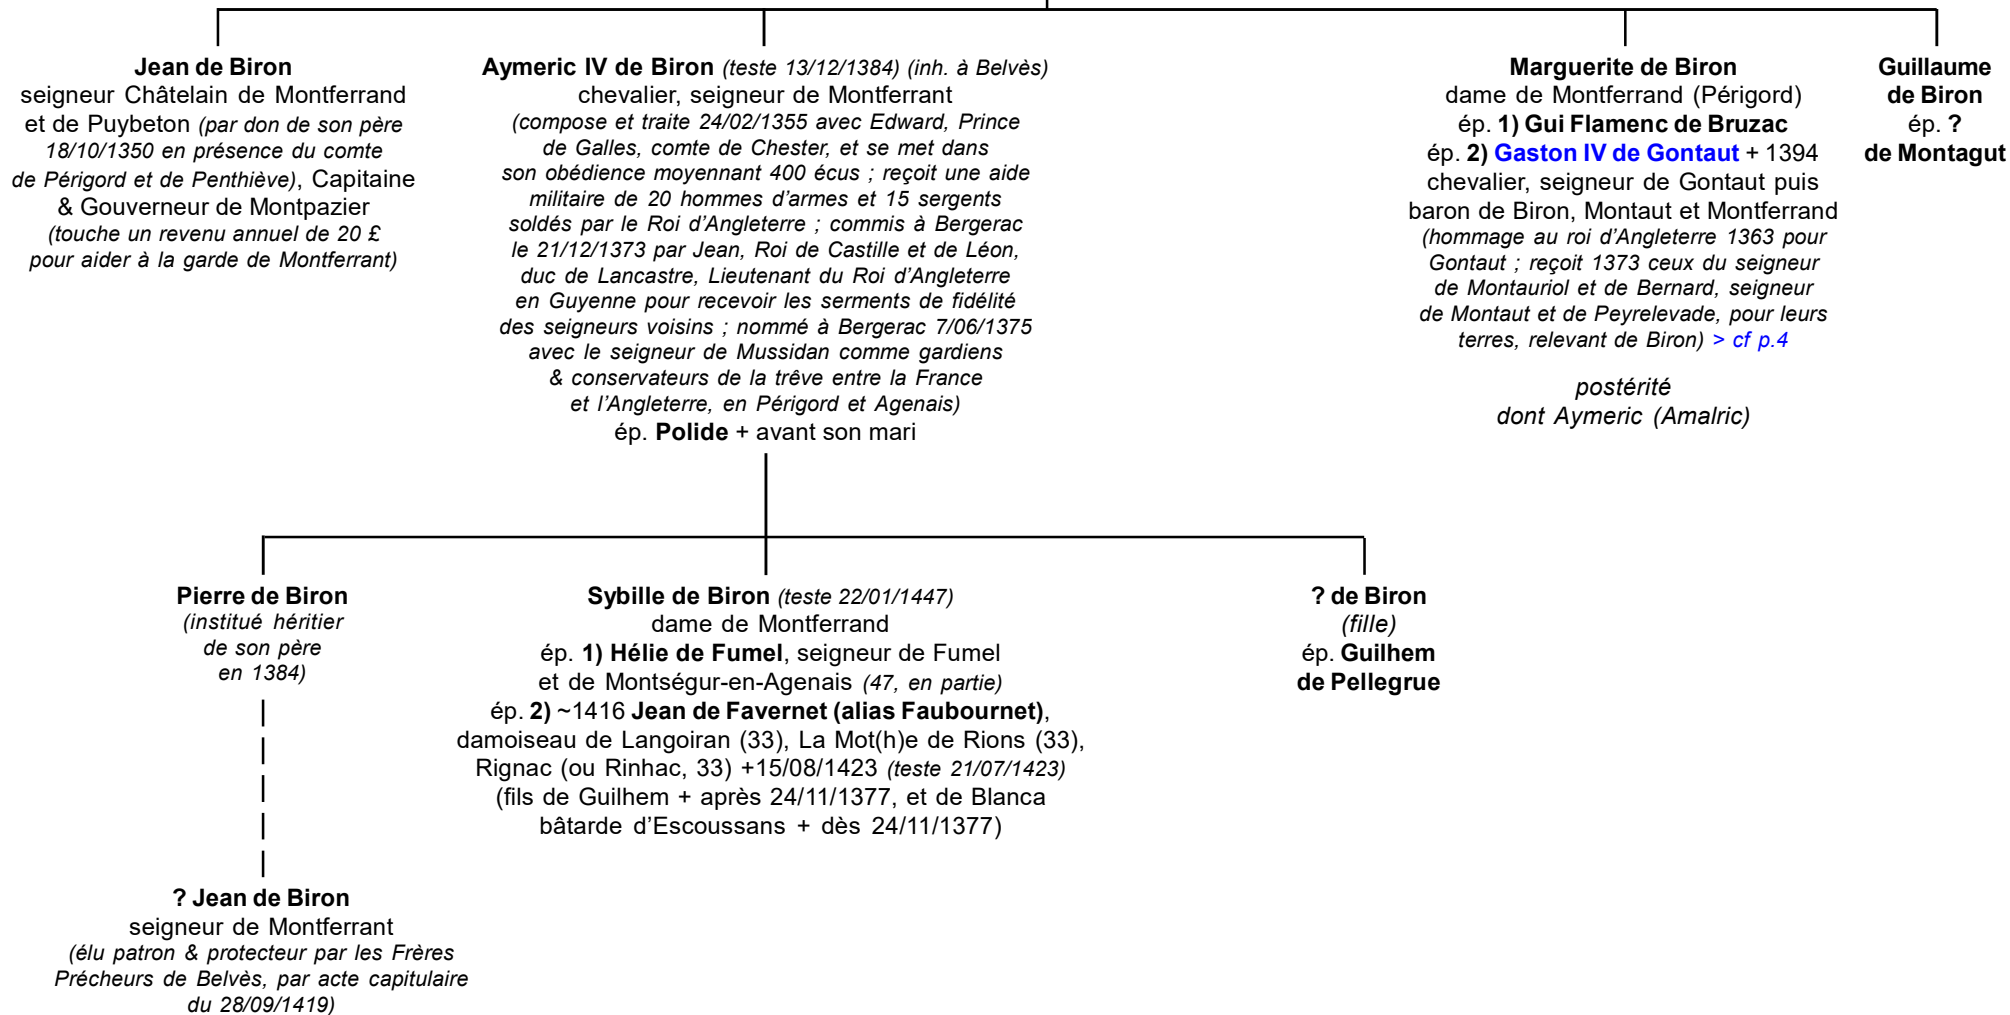 Jean de Biron
seigneur Châtelain de Montferrand
et de Puybeton (par don de son père
18/10/1350 en présence du comte
de Périgord et de Penthiève), Capitaine
& Gouverneur de Montpazier
(touche un revenu annuel de 20 £
pour aider à la garde de Montferrant)
Aymeric IV de Biron (teste 13/12/1384) (inh. à Belvès)
chevalier, seigneur de Montferrant
(compose et traite 24/02/1355 avec Edward, Prince
de Galles, comte de Chester, et se met dans
son obédience moyennant 400 écus ; reçoit une aide
militaire de 20 hommes d'armes et 15 sergents
soldés par le Roi d'Angleterre ; commis à Bergerac
le 21/12/1373 par Jean, Roi de Castille et de Léon,
duc de Lancastre, Lieutenant du Roi d'Angleterre
en Guyenne pour recevoir les serments de fidélité
des seigneurs voisins ; nommé à Bergerac 7/06/1375
avec le seigneur de Mussidan comme gardiens
& conservateurs de la trêve entre la France
et l'Angleterre, en Périgord et Agenais)
ép. Polide + avant son mari
Marguerite de Biron
dame de Montferrand (Périgord)
ép. 1) Gui Flamenc de Bruzac
ép. 2) Gaston IV de Gontaut + 1394
chevalier, seigneur de Gontaut puis
baron de Biron, Montaut et Montferrand
(hommage au roi d'Angleterre 1363 pour
Gontaut ; reçoit 1373 ceux du seigneur
de Montauriol et de Bernard, seigneur
de Montaut et de Peyrelevade, pour leurs
terres, relevant de Biron) > cf p.4
postérité
dont Aymeric (Amalric)
Guillaume
de Biron
ép. ?
de Montagut
Pierre de Biron
(institué héritier
de son père
en 1384)
Sybille de Biron (teste 22/01/1447)
dame de Montferrand
ép. 1) Hélie de Fumel, seigneur de Fumel
et de Montségur-en-Agenais (47, en partie)
ép. 2) ~1416 Jean de Favernet (alias Faubournet),
damoiseau de Langoiran (33), La Mot(h)e de Rions (33),
Rignac (ou Rinhac, 33) +15/08/1423 (teste 21/07/1423)
(fils de Guilhem + après 24/11/1377, et de Blanca
bâtarde d'Escoussans + dès 24/11/1377)
? de Biron
(fille)
ép. Guilhem
de Pellegrue
? Jean de Biron
seigneur de Montferrant
(élu patron & protecteur par les Frères
Précheurs de Belvès, par acte capitulaire
du 28/09/1419)